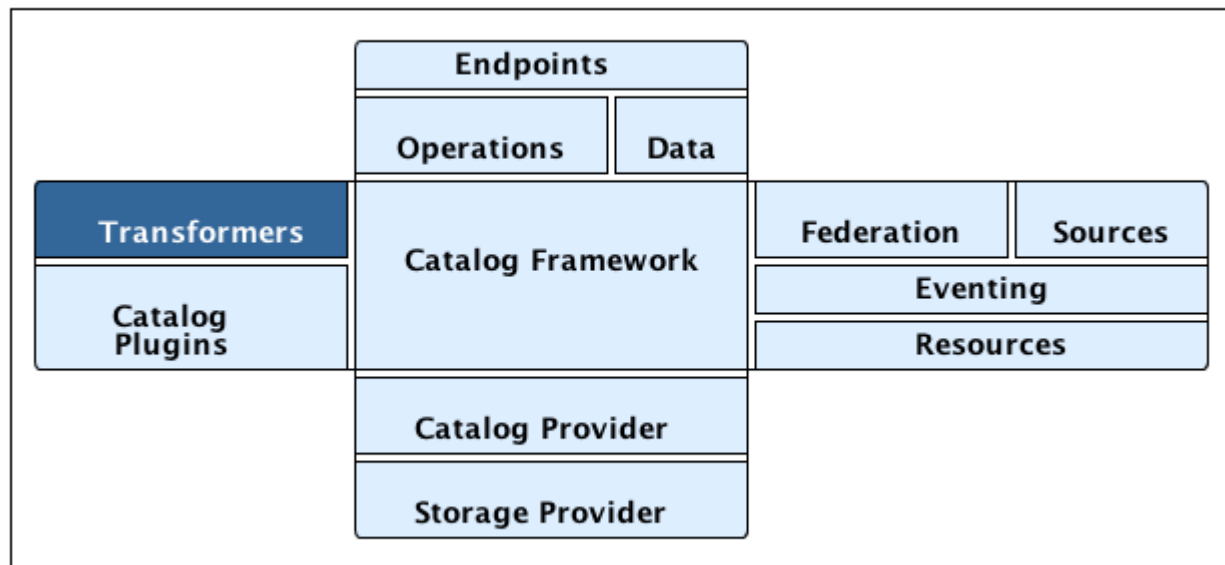 Endpoints
Operations
Data
Transformers
Catalog Framework
Federation
Sources
Catalog
Plugins
Eventing
Resources
Catalog Provider
Storage Provider